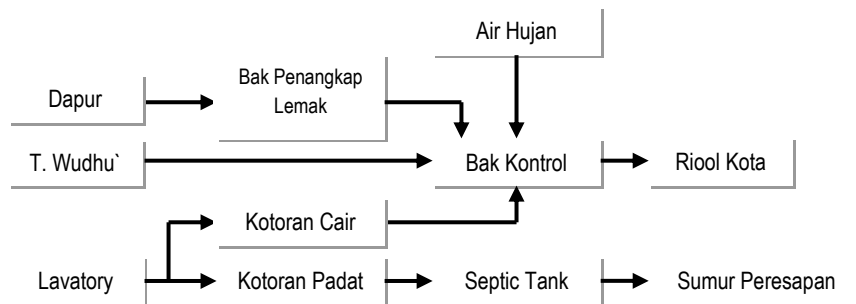 Air Hujan
Dapur
Bak Penangkap
Lemak
T. Wudhu`
Bak Kontrol
Riool Kota
Kotoran Cair
Lavatory
Kotoran Padat
Septic Tank
Sumur Peresapan